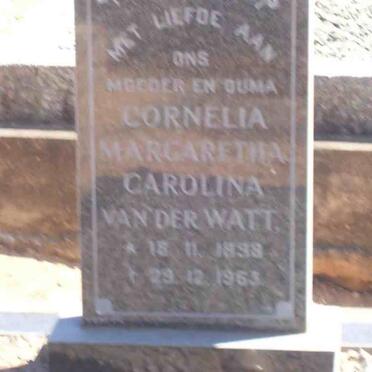 MET LIEFDE AAN
ONS
MOEDER EN OUMA
CORNELIA
MARGARETHA
CAROLINA
VAN DER WATT.
* 18. 11. 1898
† 29. 12. 1963